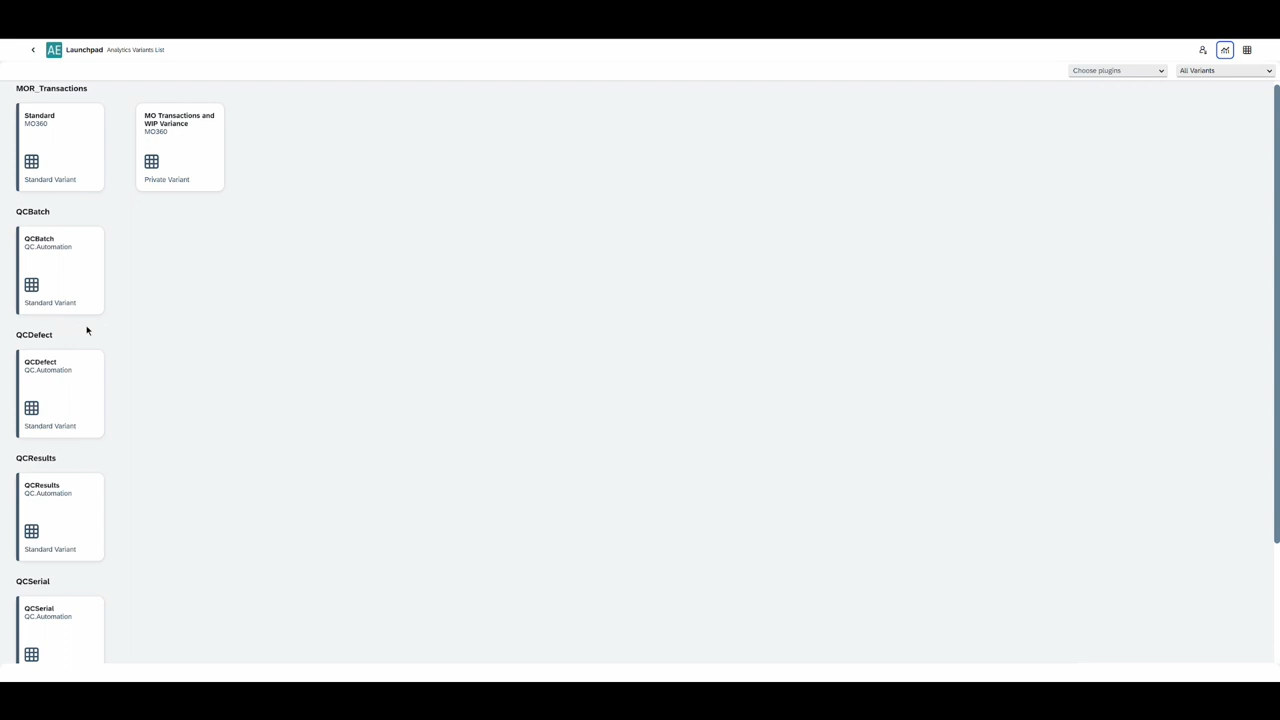 AE Launchpad Analytics Variants List
Choose plugins All Variants
MOR_Transactions
Standard
MO360
Standard Variant
MO Transactions and
WIP Variance
MO360
Private Variant
QCBatch
QCBatch
QC.Automation
Standard Variant
QCDefect
QCDefect
QC.Automation
Standard Variant
QCResults
QCResults
QC.Automation
Standard Variant
QCSerial
QCSerial
QC.Automation